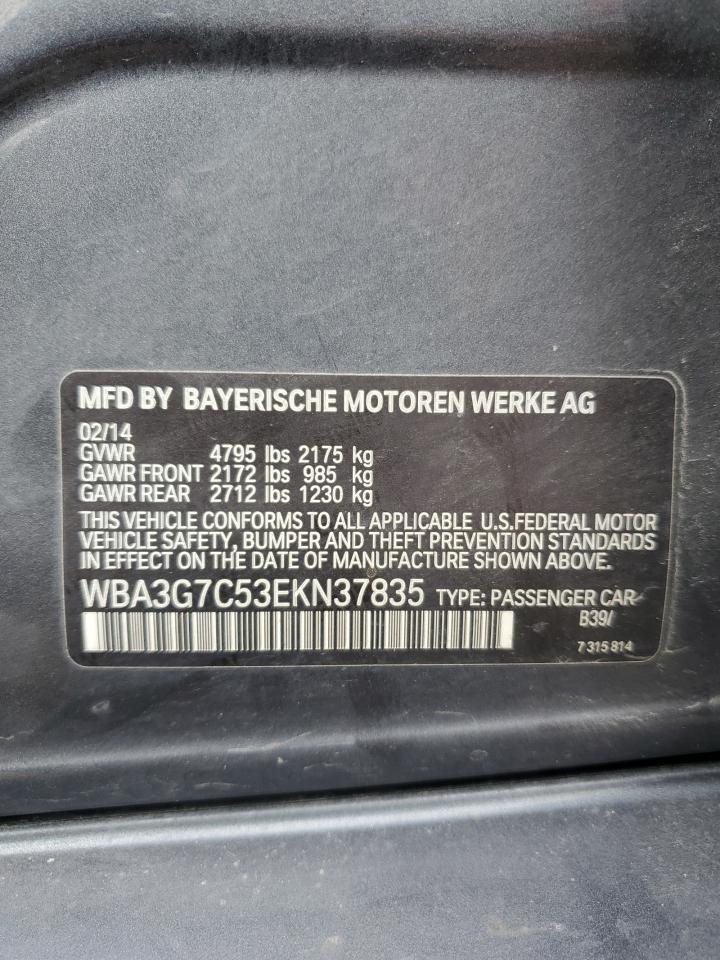 MFD BY BAYERISCHE MOTOREN WERKE AG
02/14
GVWR 4795 lbs 2175 kg
GAWR FRONT 2172 lbs 985 kg
GAWR REAR 2712 lbs 1230 kg
THIS VEHICLE CONFORMS TO ALL APPLICABLE U.S.FEDERAL MOTOR
VEHICLE SAFETY, BUMPER AND THEFT PREVENTION STANDARDS
IN EFFECT ON THE DATE OF MANUFACTURE SHOWN ABOVE.
WBA3G7C53EKN37835 TYPE: PASSENGER CAR
B39/
7 315 814